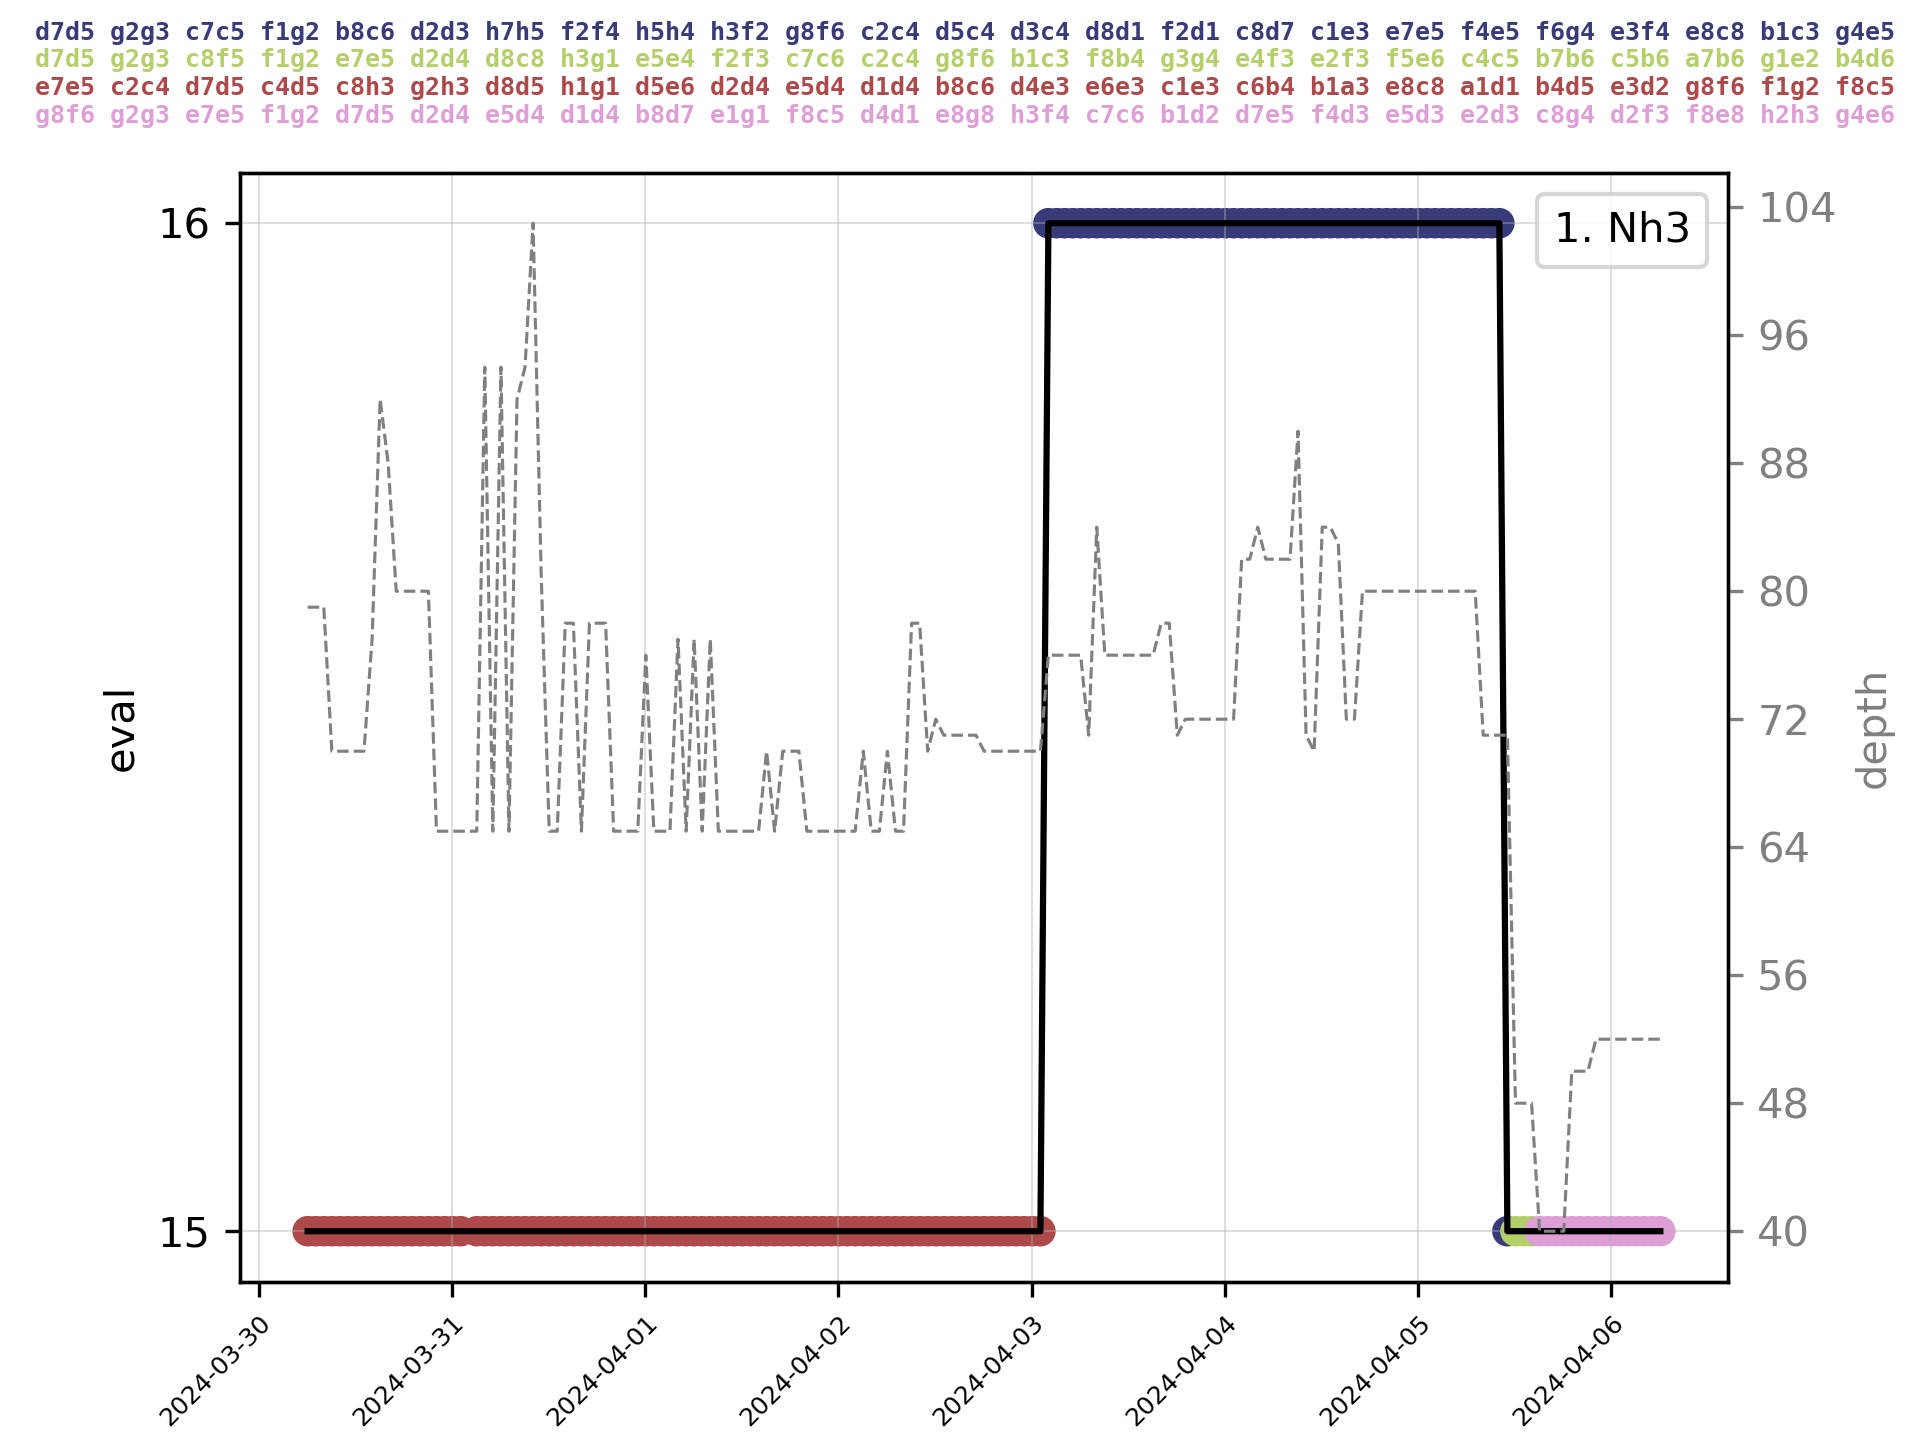 d7d5 g2g3 c7c5 f1g2 b8c6 d2d3 h7h5 f2f4 h5h4 h3f2 g8f6 c2c4 d5c4 d3c4 d8d1 f2d1 c8d7 c1e3 e7e5 f4e5 f6g4 e3f4 e8c8 b1c3 g4e5
d7d5 g2g3 c8f5 f1g2 e7e5 d2d4 d8c8 h3g1 e5e4 f2f3 c7c6 c2c4 g8f6 b1c3 f8b4 g3g4 e4f3 e2f3 f5e6 c4c5 b7b6 c5b6 a7b6 g1e2 b4d6
e7e5 c2c4 d7d5 c4d5 c8h3 g2h3 d8d5 h1g1 d5e6 d2d4 e5d4 d1d4 b8c6 d4e3 e6e3 c1e3 c6b4 b1a3 e8c8 a1d1 b4d5 e3d2 g8f6 f1g2 f8c5
g8f6 g2g3 e7e5 f1g2 d7d5 d2d4 e5d4 d1d4 b8d7 e1g1 f8c5 d4d1 e8g8 h3f4 c7c6 b1d2 d7e5 f4d3 e5d3 e2d3 c8g4 d2f3 f8e8 h2h3 g4e6
1. Nh3
16
15
eval
104
96
88
80
72
64
56
48
40
depth
2024-03-30
2024-03-31
2024-04-01
2024-04-02
2024-04-03
2024-04-04
2024-04-05
2024-04-06